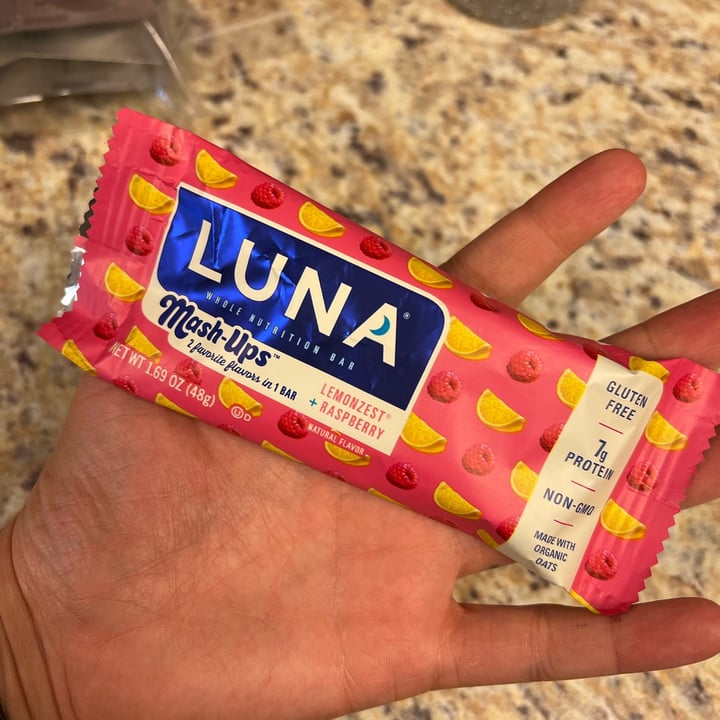 LUNA®
WHOLE NUTRITION BAR
Mash-Ups™
2 favorite flavors in 1 BAR
LEMONZEST®
+ RASPBERRY
NATURAL FLAVOR
NET WT 1.69 OZ (48g) U D
GLUTEN
FREE
7g
PROTEIN
NON-GMO
MADE WITH
ORGANIC
OATS